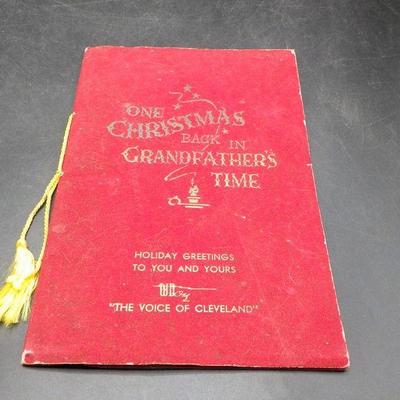 ONE
CHRISTMAS
BACK IN
GRANDFATHER'S
TIME
HOLIDAY GREETINGS
TO YOU AND YOURS
"THE VOICE OF CLEVELAND"